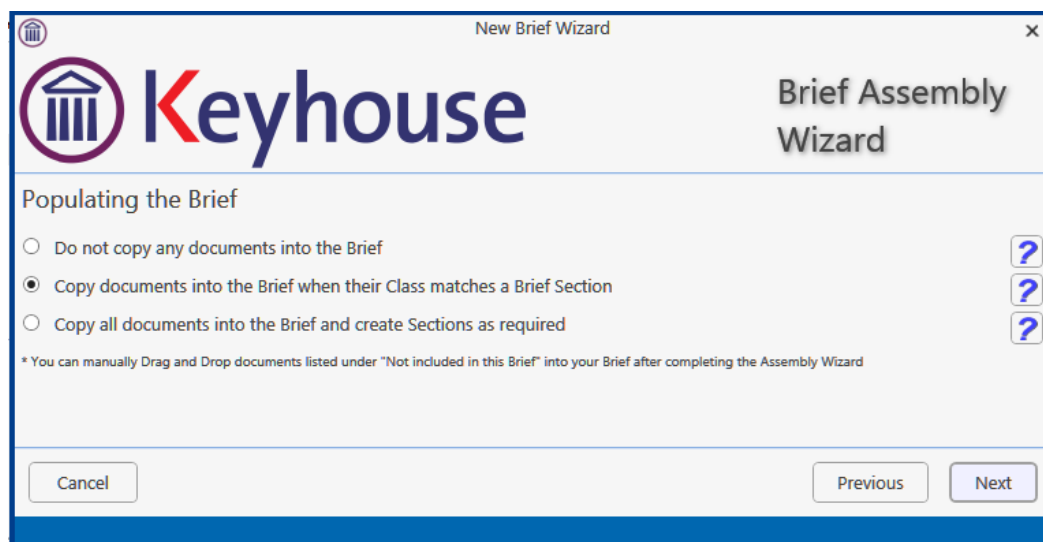 New Brief Wizard
Keyhouse
Brief Assembly
Wizard
Populating the Brief
Do not copy any documents into the Brief
?
Copy documents into the Brief when their Class matches a Brief Section
?
Copy all documents into the Brief and create Sections as required
?
* You can manually Drag and Drop documents listed under "Not included in this Brief" into your Brief after completing the Assembly Wizard
Cancel
Previous
Next